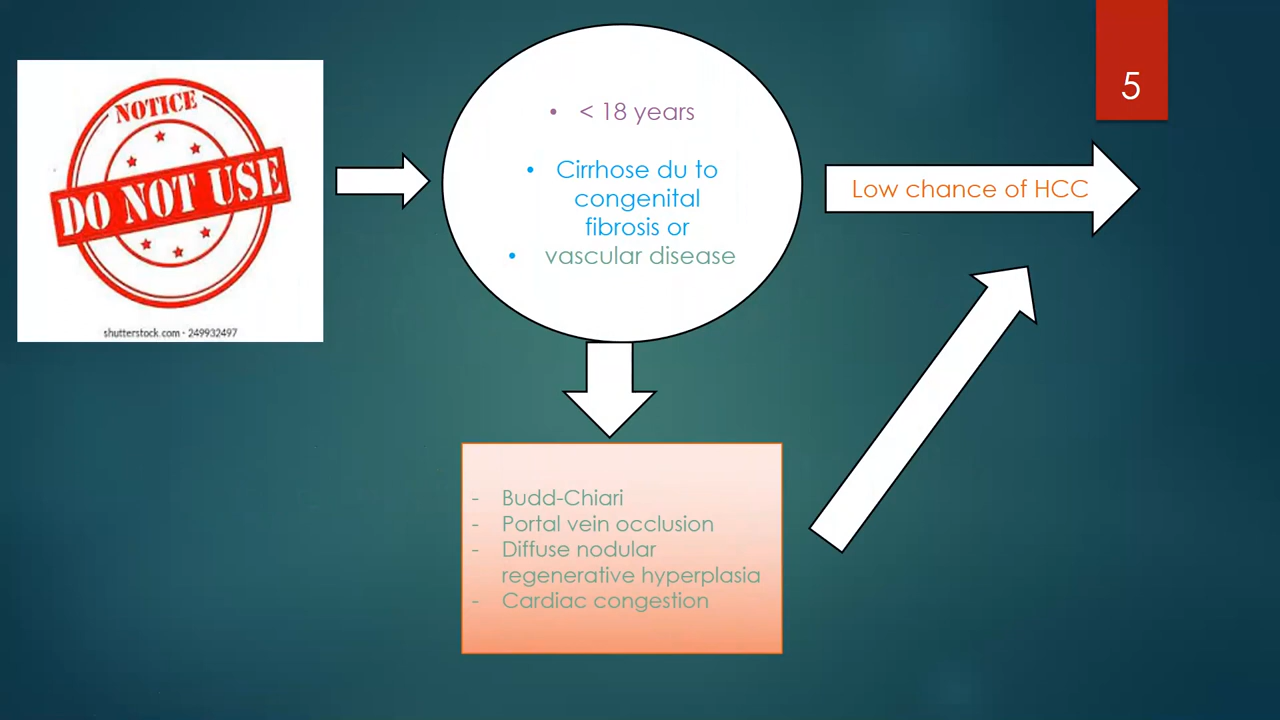 5
NOTICE
DO NOT USE
shutterstock.com · 249932497
• < 18 years
• Cirrhose du to
congenital
fibrosis or
• vascular disease
Low chance of HCC
- Budd-Chiari
- Portal vein occlusion
- Diffuse nodular
regenerative hyperplasia
- Cardiac congestion